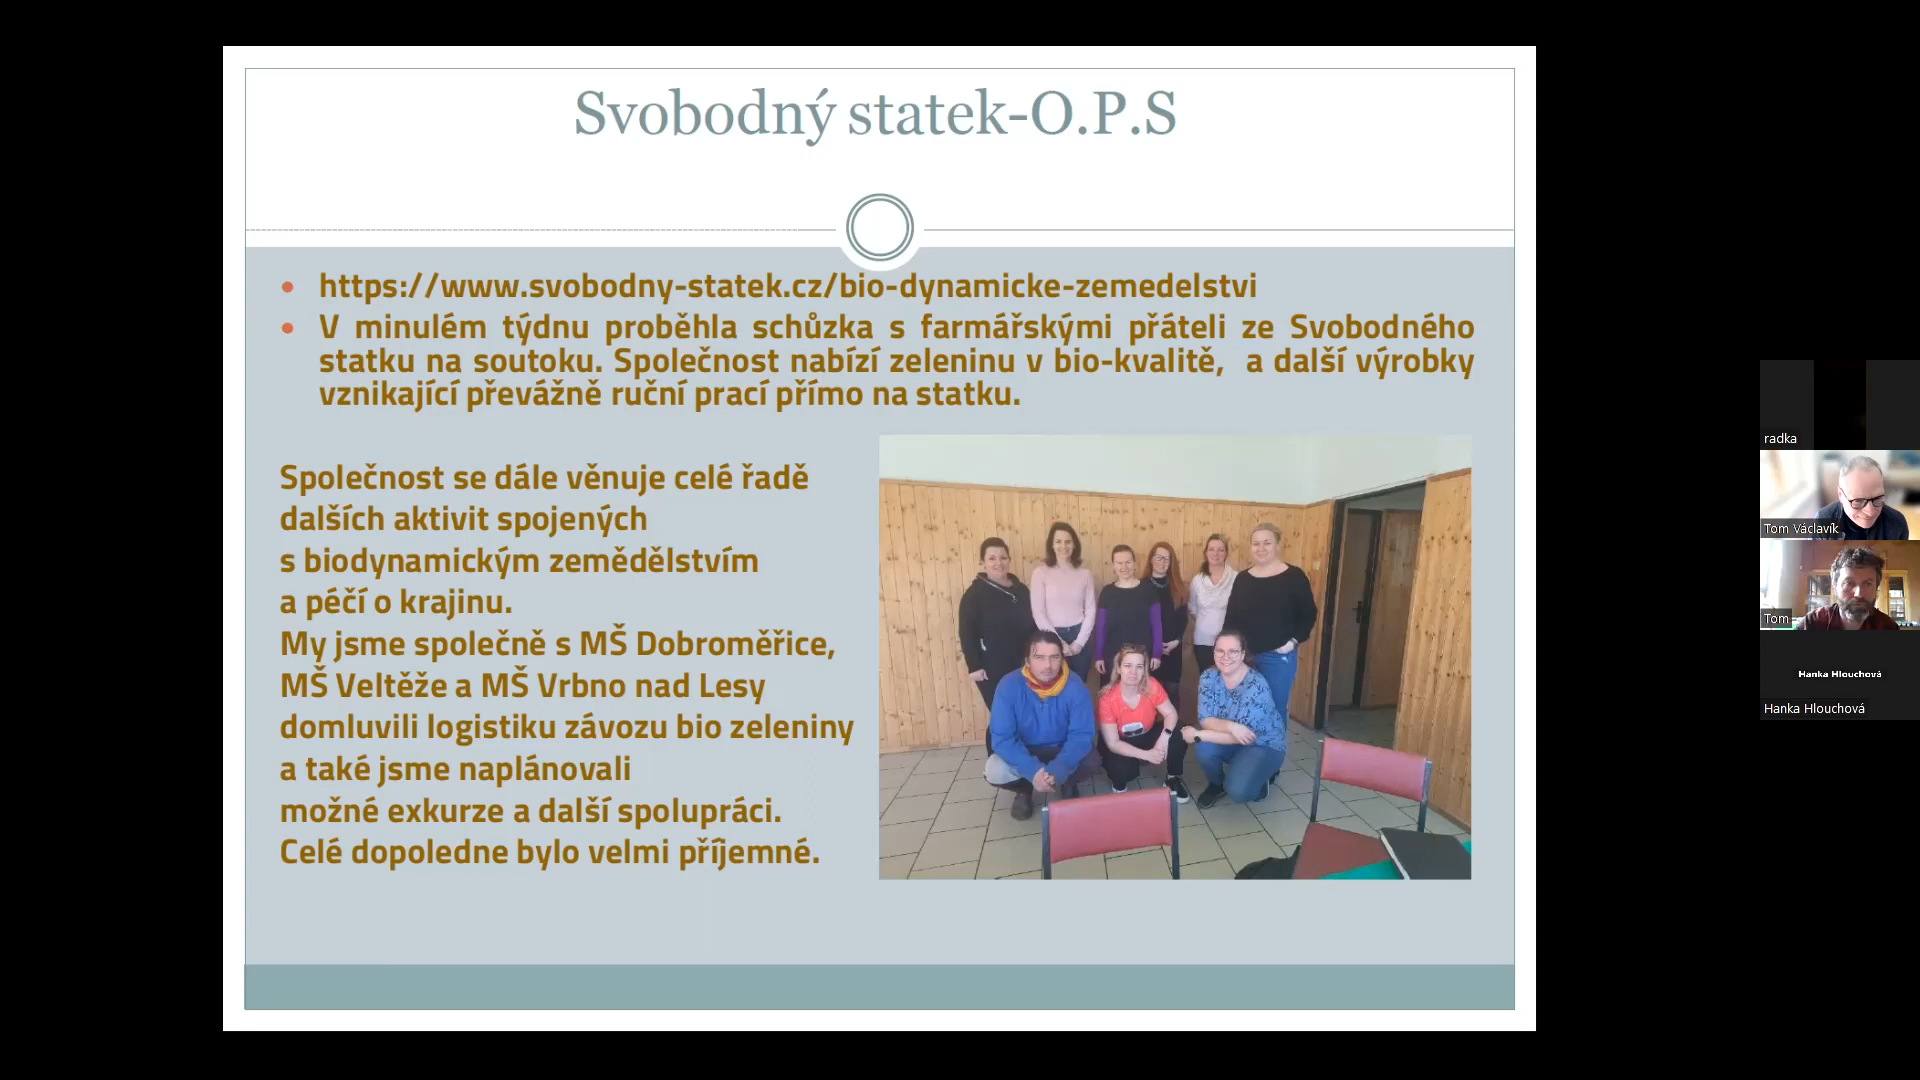 Svobodný statek-O.P.S
https://www.svobodny-statek.cz/bio-dynamicke-zemedelstvi
V minulém týdnu proběhla schůzka s farmářskými přáteli ze Svobodného
statku na soutoku. Společnost nabízí zeleninu v bio-kvalitě, a další výrobky
vznikající převážně ruční prací přímo na statku.
Společnost se dále věnuje celé řadě
dalších aktivit spojených
s biodynamickým zemědělstvím
a péčí o krajinu.
My jsme společně s MŠ Dobroměřice,
MŠ Veltěže a MŠ Vrbno nad Lesy
domluvili logistiku závozu bio zeleniny
a také jsme naplánovali
možné exkurze a další spolupráci.
Celé dopoledne bylo velmi příjemné.
radka
Tom Václavík
Tom
Hanka Hlouchová
Hanka Hlouchová